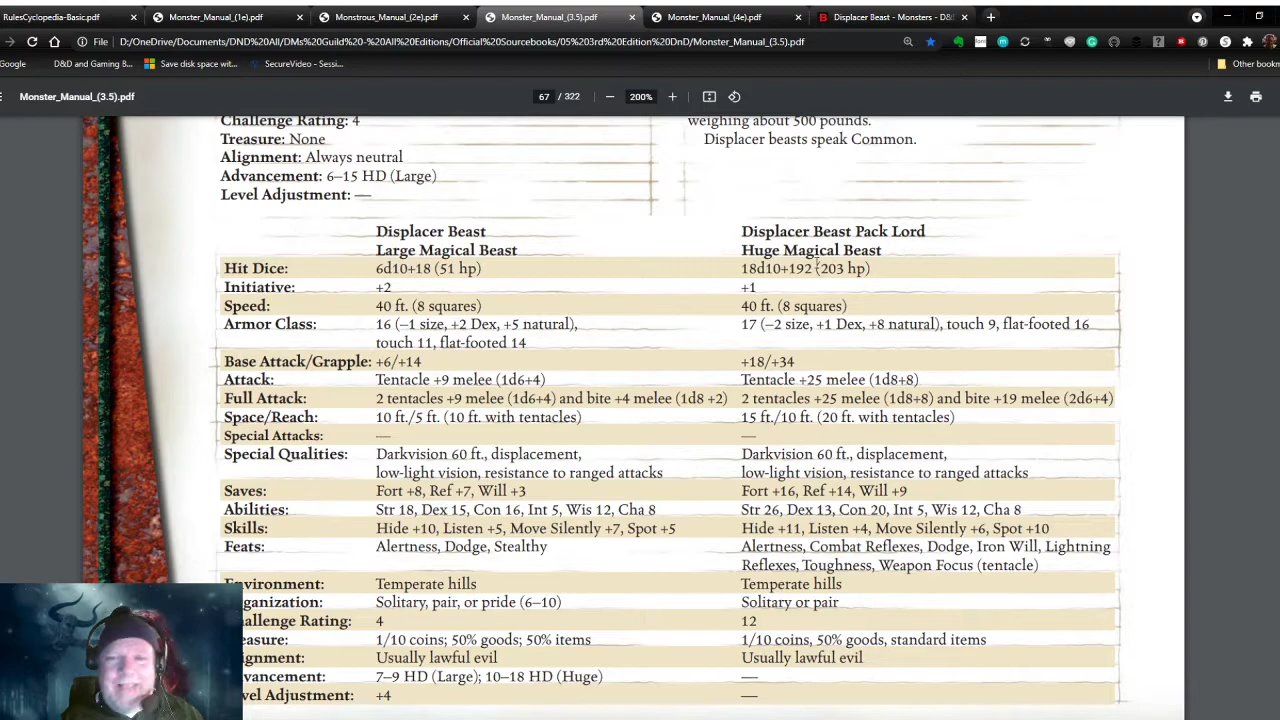 RulesCyclopedia-Basic.pdf
Monster_Manual_(1e).pdf
Monstrous_Manual_(2e).pdf
Monster_Manual_(3.5).pdf
Monster_Manual_(4e).pdf
Displacer Beast - Monsters - D&
File D:/OneDrive/Documents/DND%20All/DMs%20Guild%20-%20All%20Editions/Official%20Sourcebooks/05%203rd%20Edition%20DnD/Monster_Manual_(3.5).pdf
Google D&D and Gaming B... Save disk space wit... SecureVideo - Sessi... Other bookm
Monster_Manual_(3.5).pdf 67 / 322 200%
Challenge Rating: 4
Treasure: None
Alignment: Always neutral
Advancement: 6–15 HD (Large)
Level Adjustment: —
weighing about 500 pounds.
Displacer beasts speak Common.
Displacer Beast Displacer Beast Pack Lord
Large Magical Beast Huge Magical Beast
Hit Dice: 6d10+18 (51 hp) 18d10+192 (203 hp)
Initiative: +2 +1
Speed: 40 ft. (8 squares) 40 ft. (8 squares)
Armor Class: 16 (–1 size, +2 Dex, +5 natural), 17 (–2 size, +1 Dex, +8 natural), touch 9, flat-footed 16
touch 11, flat-footed 14
Base Attack/Grapple: +6/+14 +18/+34
Attack: Tentacle +9 melee (1d6+4) Tentacle +25 melee (1d8+8)
Full Attack: 2 tentacles +9 melee (1d6+4) and bite +4 melee (1d8 +2) 2 tentacles +25 melee (1d8+8) and bite +19 melee (2d6+4)
Space/Reach: 10 ft./5 ft. (10 ft. with tentacles) 15 ft./10 ft. (20 ft. with tentacles)
Special Attacks: — —
Special Qualities: Darkvision 60 ft., displacement, Darkvision 60 ft., displacement,
low-light vision, resistance to ranged attacks low-light vision, resistance to ranged attacks
Saves: Fort +8, Ref +7, Will +3 Fort +16, Ref +14, Will +9
Abilities: Str 18, Dex 15, Con 16, Int 5, Wis 12, Cha 8 Str 26, Dex 13, Con 20, Int 5, Wis 12, Cha 8
Skills: Hide +10, Listen +5, Move Silently +7, Spot +5 Hide +11, Listen +4, Move Silently +6, Spot +10
Feats: Alertness, Dodge, Stealthy Alertness, Combat Reflexes, Dodge, Iron Will, Lightning
Reflexes, Toughness, Weapon Focus (tentacle)
Environment: Temperate hills Temperate hills
ganization: Solitary, pair, or pride (6–10) Solitary or pair
hallenge Rating: 4 12
easure: 1/10 coins; 50% goods; 50% items 1/10 coins, 50% goods, standard items
ignment: Usually lawful evil Usually lawful evil
vancement: 7–9 HD (Large); 10–18 HD (Huge) —
vel Adjustment: +4 —